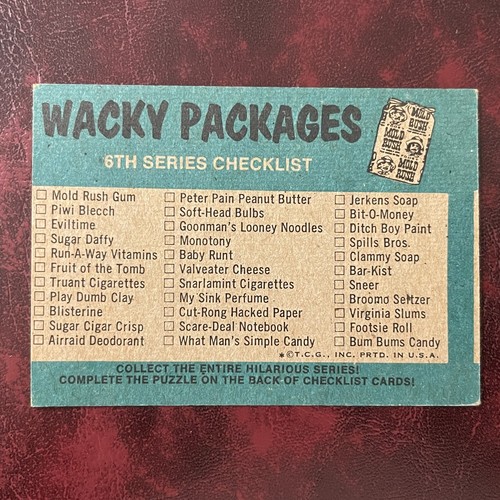 WACKY PACKAGES
6TH SERIES CHECKLIST
MOLD RUSH
MOLD RUSH
MOLD RUSH
Mold Rush Gum
Piwi Blecch
Eviltime
Sugar Daffy
Run-A-Way Vitamins
Fruit of the Tomb
Truant Cigarettes
Play Dumb Clay
Blisterine
Sugar Cigar Crisp
Airraid Deodorant
Peter Pain Peanut Butter
Soft-Head Bulbs
Goonman's Looney Noodles
Monotony
Baby Runt
Valveater Cheese
Snarlamint Cigarettes
My Sink Perfume
Cut-Rong Hacked Paper
Scare-Deal Notebook
What Man's Simple Candy
Jerkens Soap
Bit-O-Money
Ditch Boy Paint
Spills Bros.
Clammy Soap
Bar-Kist
Sneer
Broomo Seltzer
Virginia Slums
Footsie Roll
Bum Bums Candy
*©T.C.G., INC. PRTD. IN U.S.A.
COLLECT THE ENTIRE HILARIOUS SERIES!
COMPLETE THE PUZZLE ON THE BACK OF CHECKLIST CARDS!